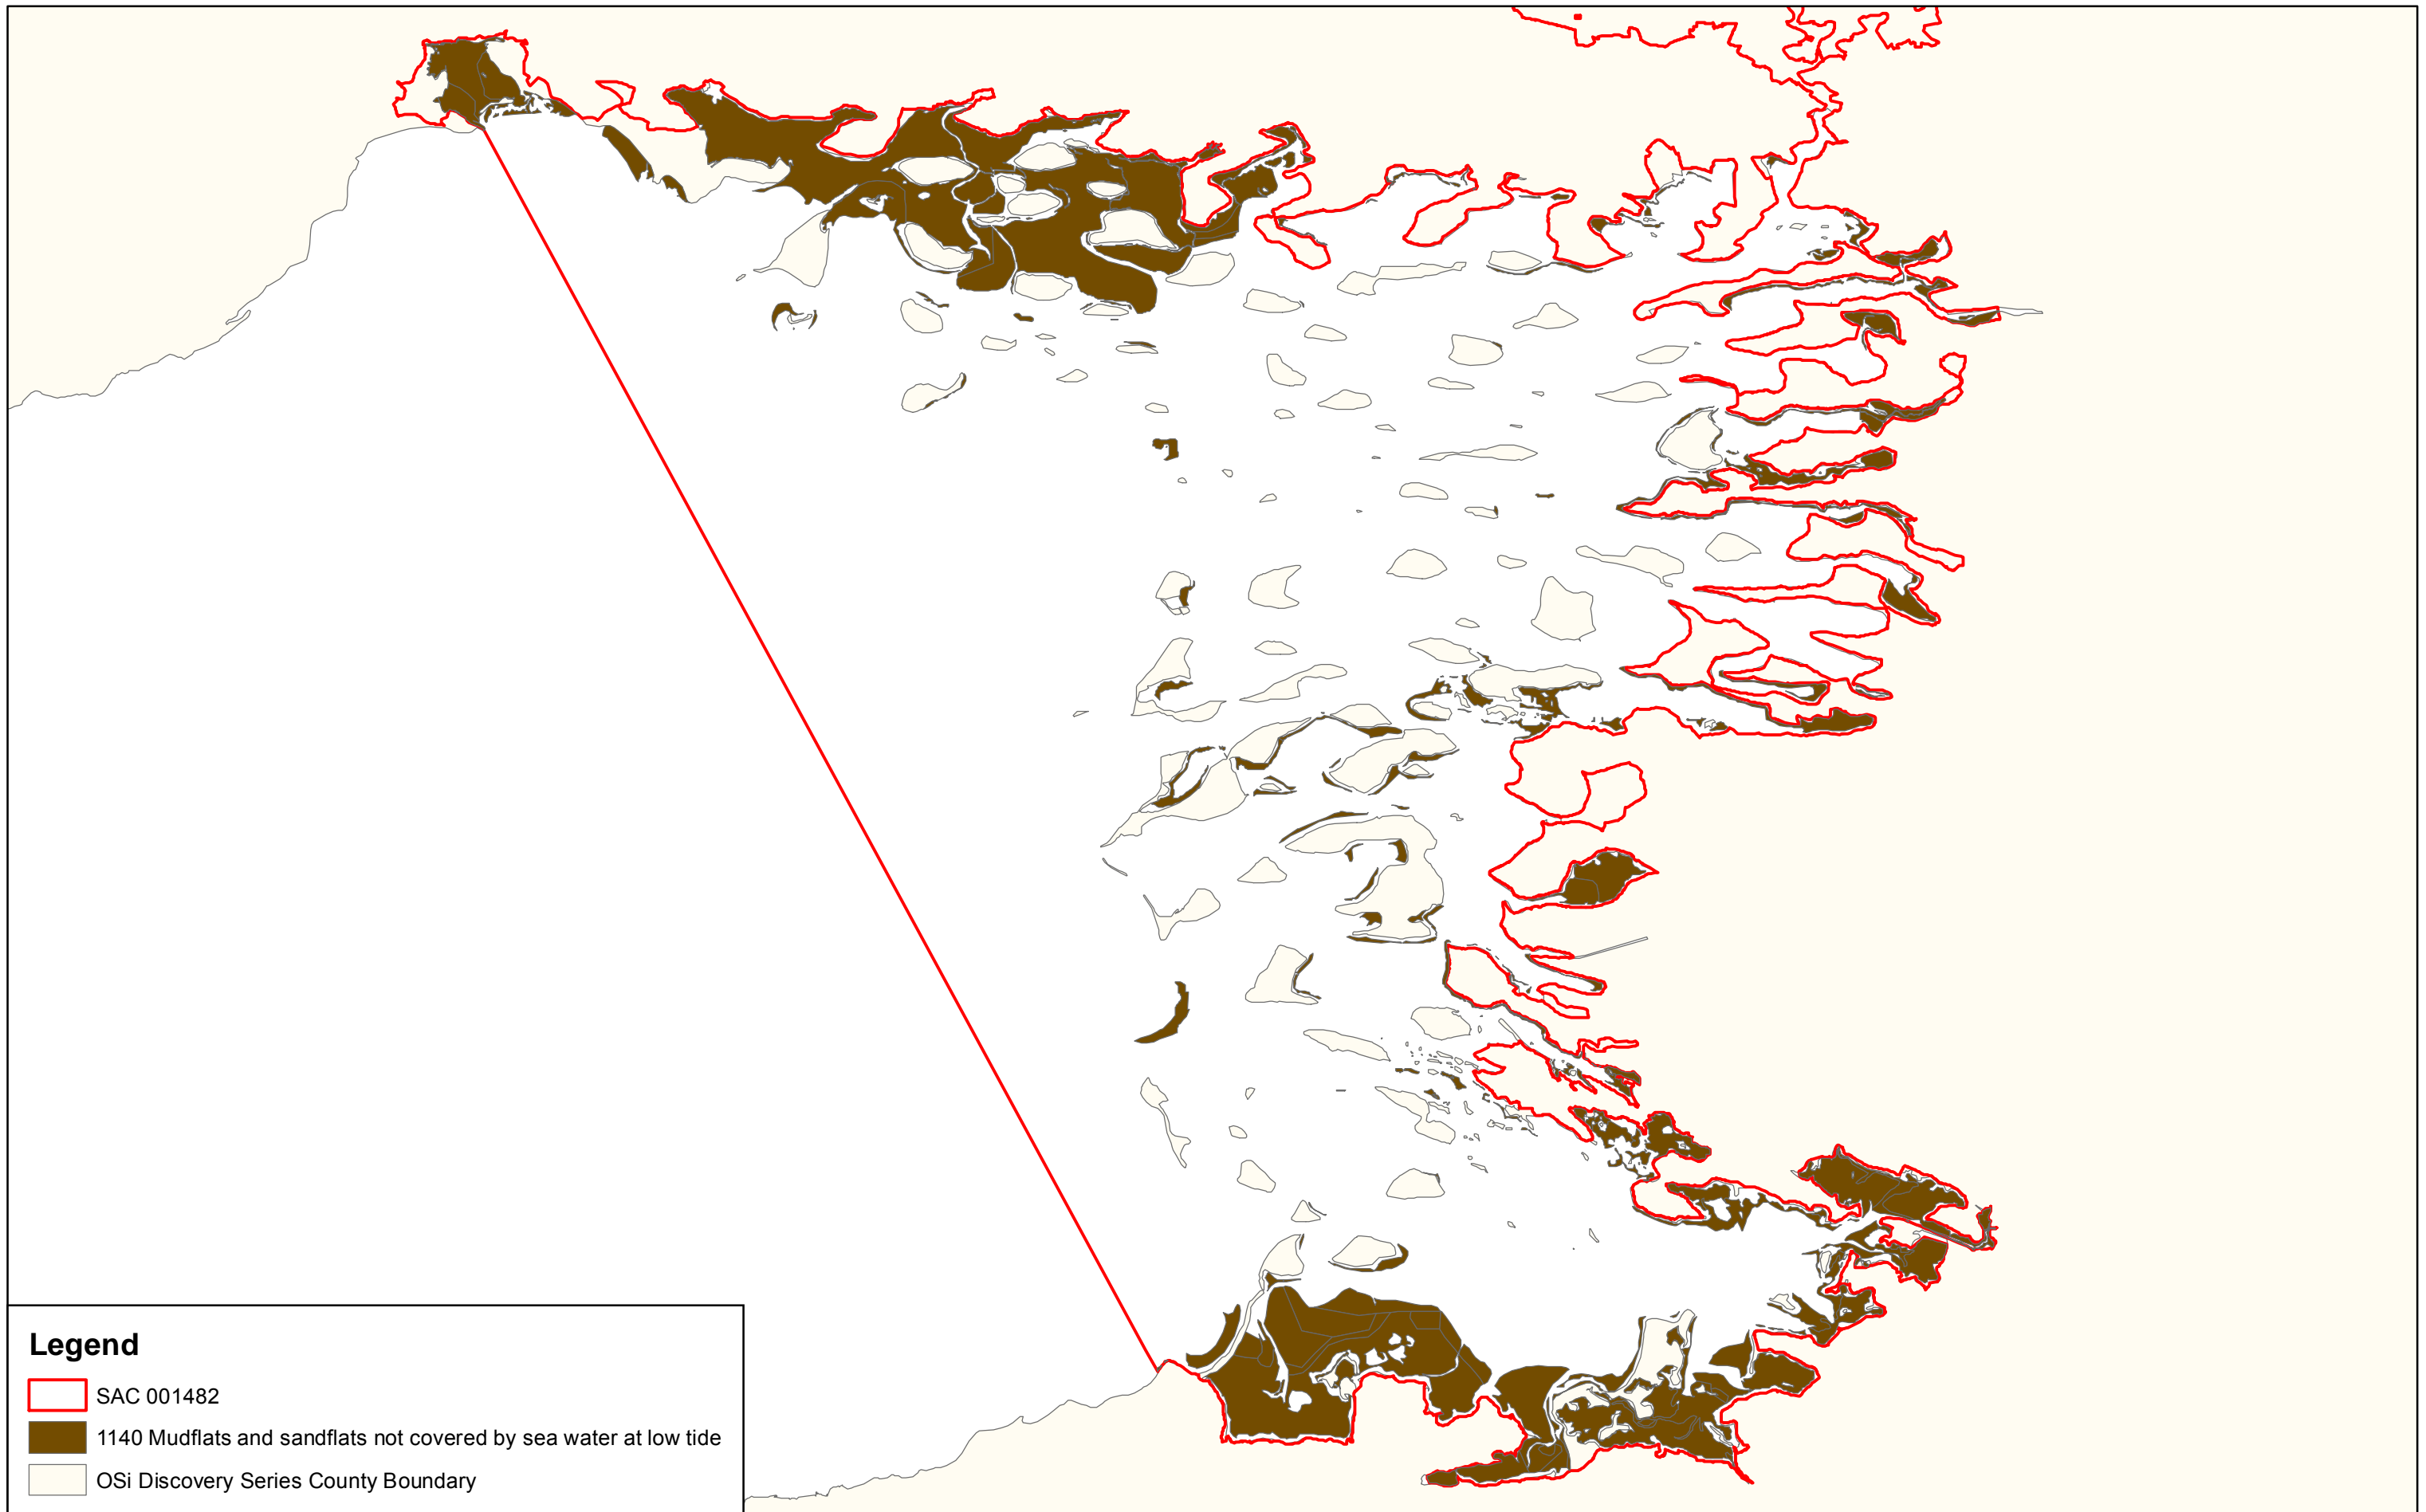 Legend
SAC 001482
1140 Mudflats and sandflats not covered by sea water at low tide
OSi Discovery Series County Boundary